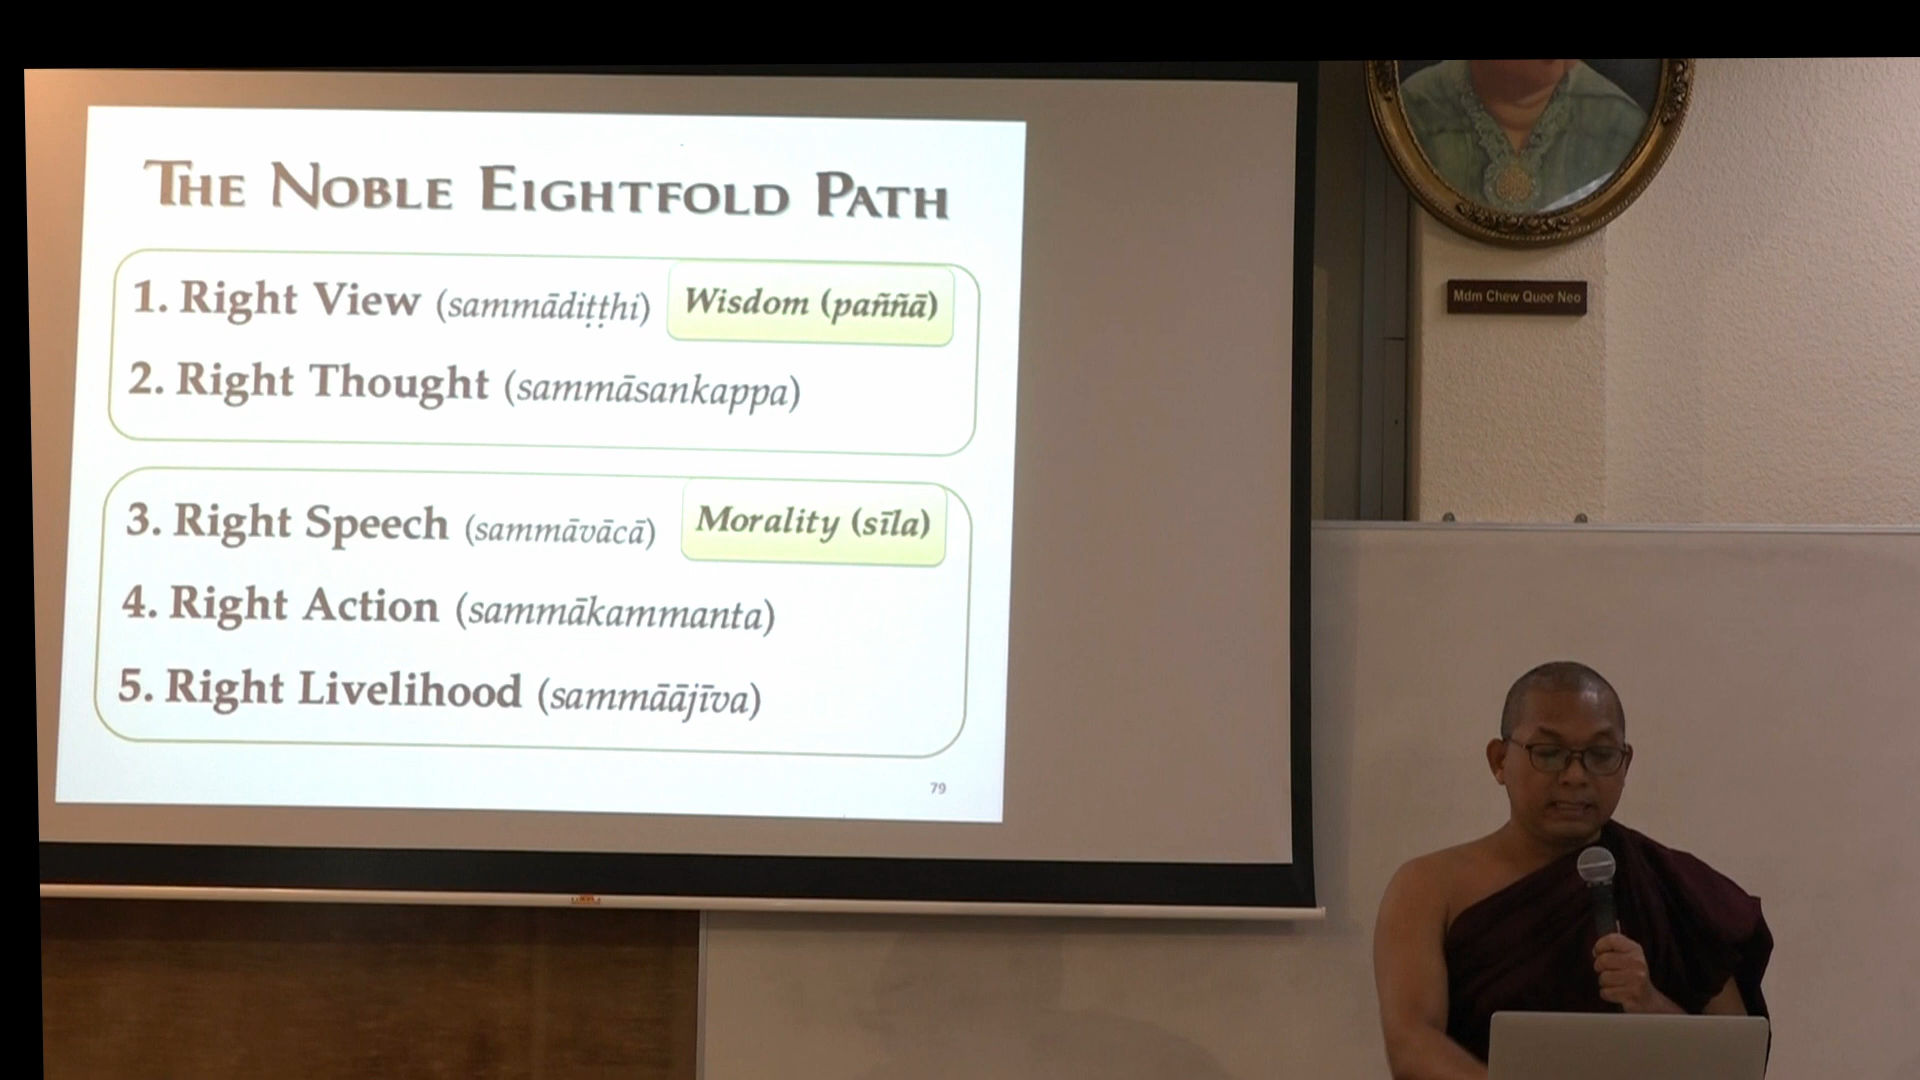 THE NOBLE EIGHTFOLD PATH
1. Right View (sammādiṭṭhi) Wisdom (paññā)
2. Right Thought (sammāsankappa)
3. Right Speech (sammāvācā) Morality (sīla)
4. Right Action (sammākammanta)
5. Right Livelihood (sammāājīva)
79
Mdm Chew Quee Neo